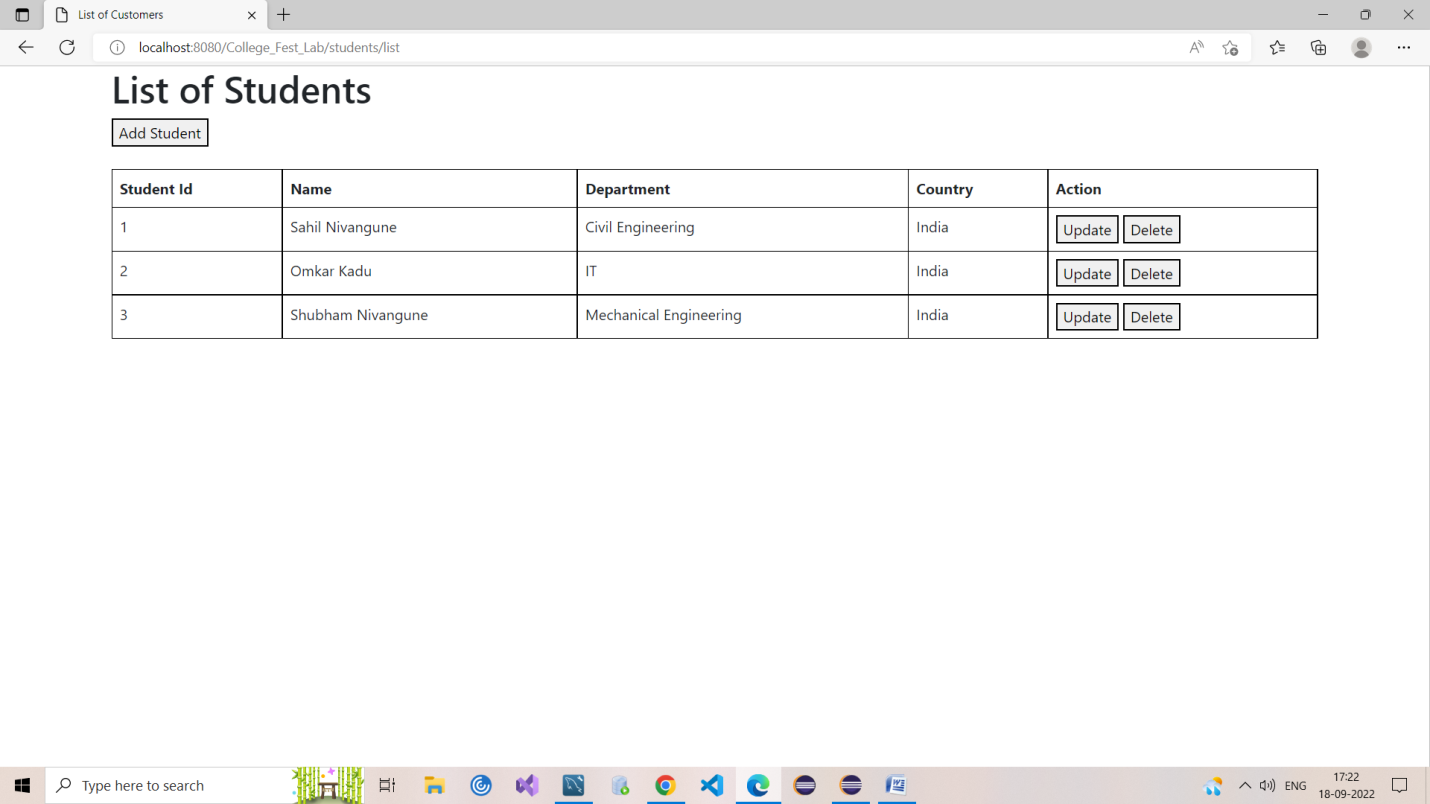 List of Customers
localhost:8080/College_Fest_Lab/students/list
List of Students
Add Student
Student Id Name Department Country Action
1 Sahil Nivangune Civil Engineering India Update Delete
2 Omkar Kadu IT India Update Delete
3 Shubham Nivangune Mechanical Engineering India Update Delete
Type here to search
ENG
17:22
18-09-2022